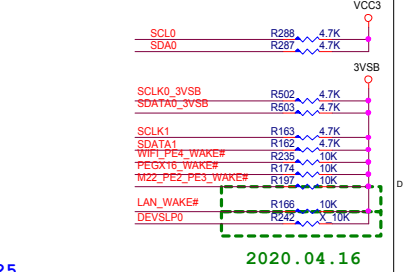 VCC3
SCL0 R288 4.7K
SDA0 R287 4.7K
3VSB
SCLK0_3VSB R502 4.7K
SDATA0_3VSB R503 4.7K
SCLK1 R163 4.7K
SDATA1 R162 4.7K
WIFI_PE4_WAKE# R235 10K
PEGX16_WAKE# R174 10K
M22_PE2_PE3_WAKE# R197 10K
D
LAN_WAKE# R166 10K
DEVSLP0 R242 X_10K
2020.04.16
25